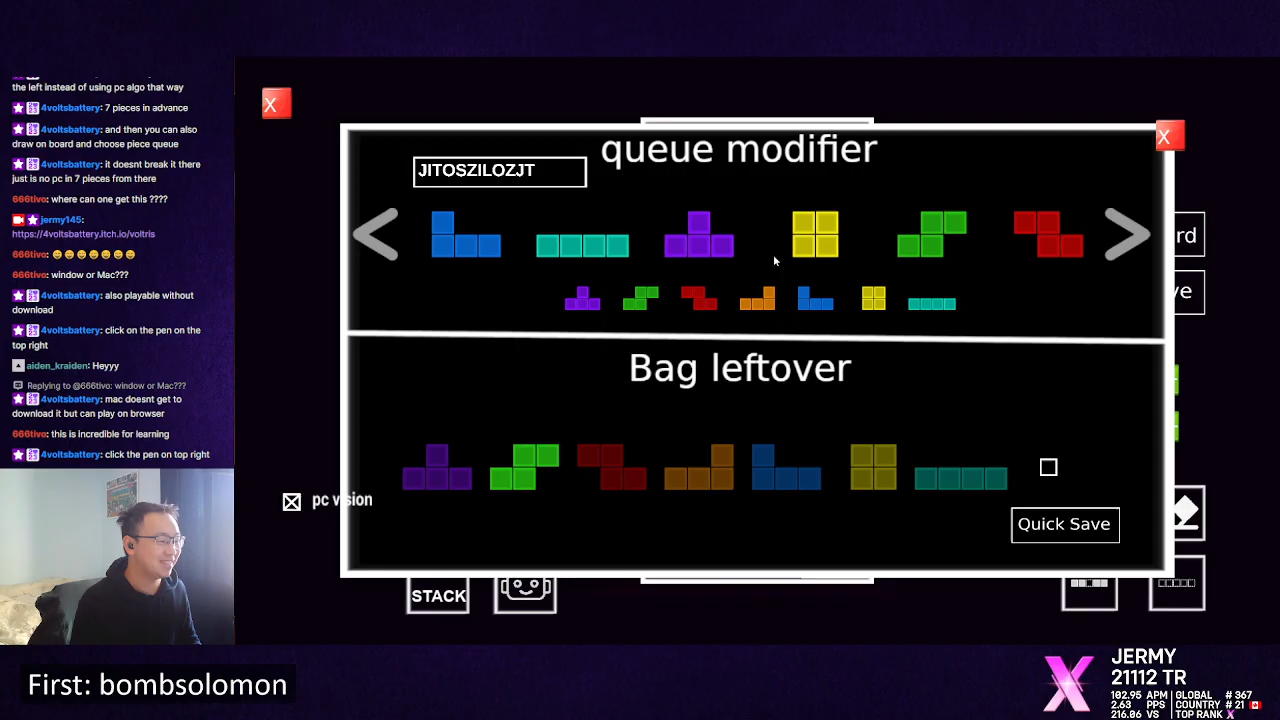 the left instead of using pc algo that way
4voltsbattery: 7 pieces in advance
4voltsbattery: and then you can also
draw on board and choose piece queue
4voltsbattery: it doesnt break it there
just is no pc in 7 pieces from there
666tivo: where can one get this ????
jermy145:
https://4voltsbattery.itch.io/voltris
666tivo:
666tivo: window or Mac???
4voltsbattery: also playable without
download
4voltsbattery: click on the pen on the
top right
aiden_kraiden: Heyyy
Replying to @666tivo: window or Mac???
4voltsbattery: mac doesnt get to
download it but can play on browser
666tivo: this is incredible for learning
4voltsbattery: click the pen on top right
X
X
queue modifier
JITOSZILOZJT
rd
ve
Bag leftover
pc vision
Quick Save
STACK
First: bombsolomon
X
JERMY
21112 TR
102.95 APM | GLOBAL # 367
2.63 PPS | COUNTRY # 21
216.06 VS | TOP RANK X